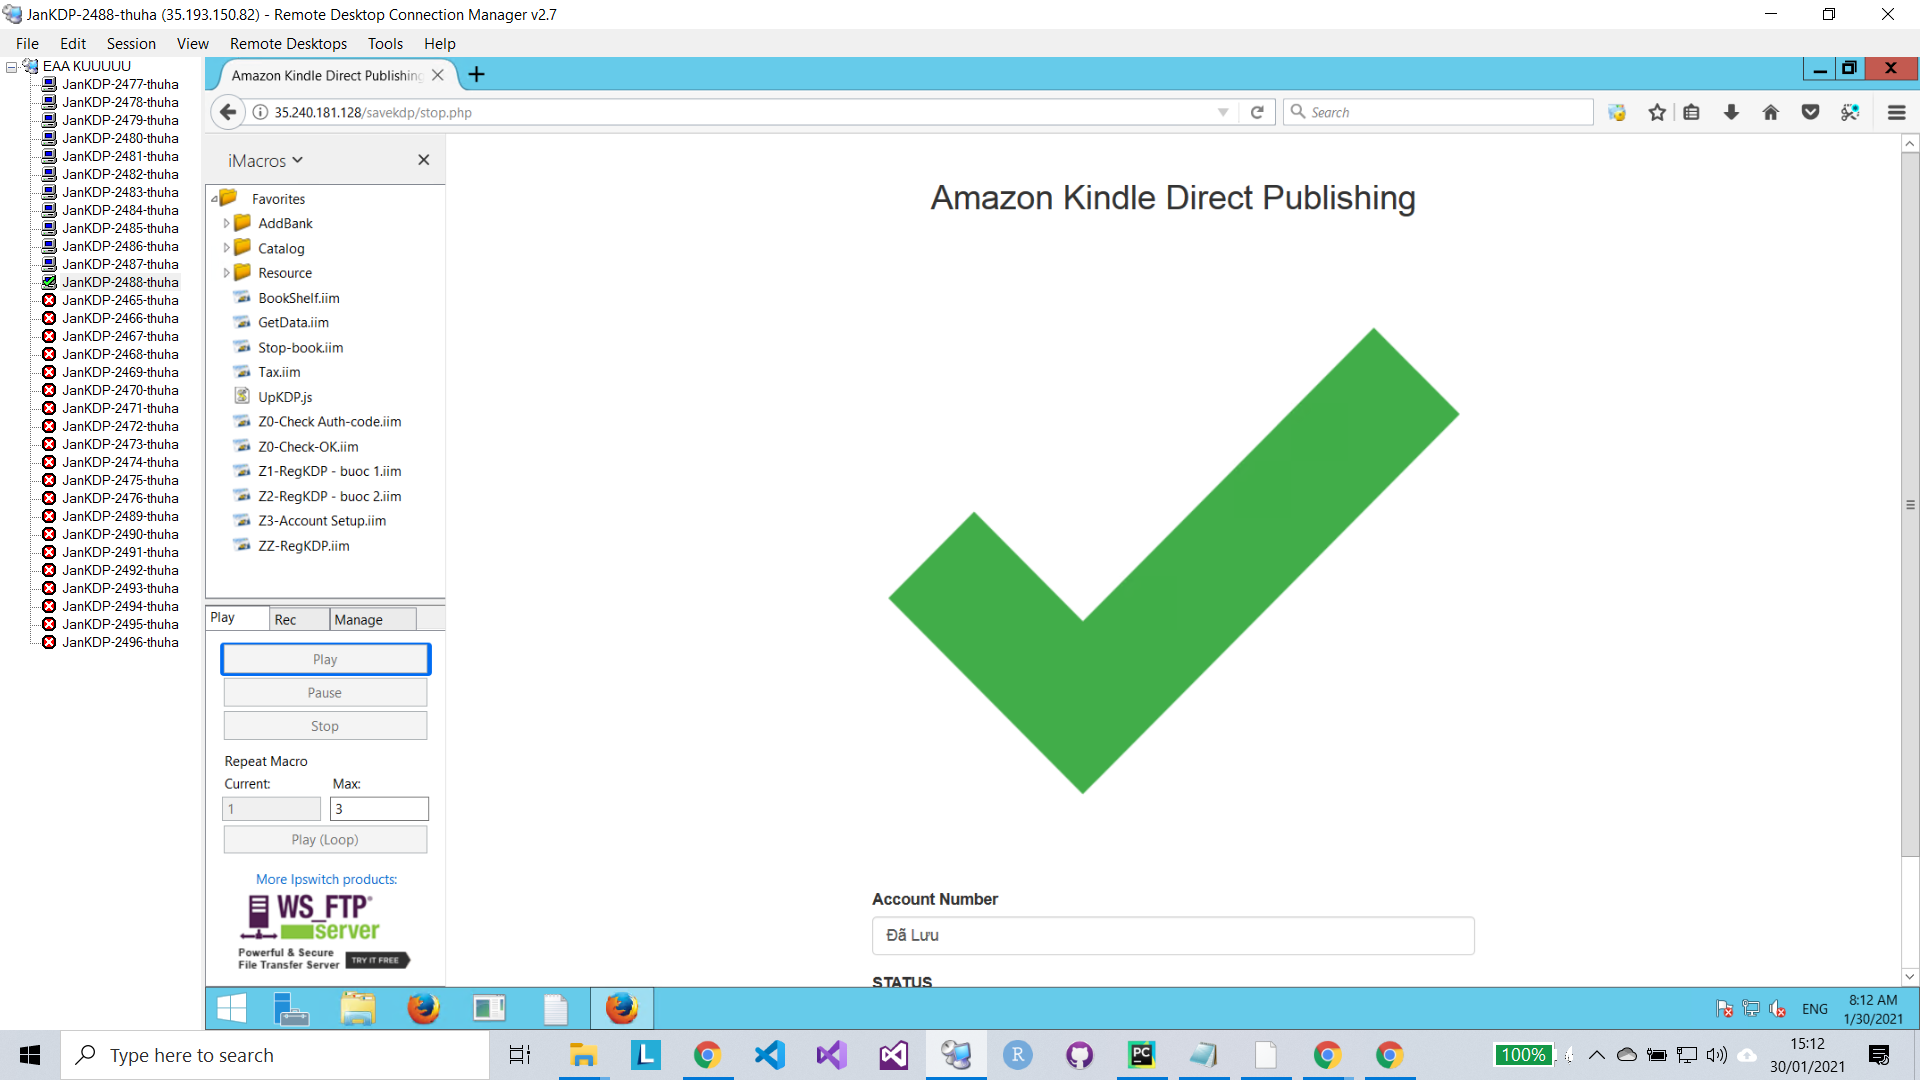 JanKDP-2488-thuha (35.193.150.82) - Remote Desktop Connection Manager v2.7
File Edit Session View Remote Desktops Tools Help
EAA KUUUUU
JanKDP-2477-thuha
JanKDP-2478-thuha
JanKDP-2479-thuha
JanKDP-2480-thuha
JanKDP-2481-thuha
JanKDP-2482-thuha
JanKDP-2483-thuha
JanKDP-2484-thuha
JanKDP-2485-thuha
JanKDP-2486-thuha
JanKDP-2487-thuha
JanKDP-2488-thuha
JanKDP-2465-thuha
JanKDP-2466-thuha
JanKDP-2467-thuha
JanKDP-2468-thuha
JanKDP-2469-thuha
JanKDP-2470-thuha
JanKDP-2471-thuha
JanKDP-2472-thuha
JanKDP-2473-thuha
JanKDP-2474-thuha
JanKDP-2475-thuha
JanKDP-2476-thuha
JanKDP-2489-thuha
JanKDP-2490-thuha
JanKDP-2491-thuha
JanKDP-2492-thuha
JanKDP-2493-thuha
JanKDP-2494-thuha
JanKDP-2495-thuha
JanKDP-2496-thuha
Amazon Kindle Direct Publishing
35.240.181.128/savekdp/stop.php
Search
iMacros
Favorites
AddBank
Catalog
Resource
BookShelf.iim
GetData.iim
Stop-book.iim
Tax.iim
UpKDP.js
Z0-Check Auth-code.iim
Z0-Check-OK.iim
Z1-RegKDP - buoc 1.iim
Z2-RegKDP - buoc 2.iim
Z3-Account Setup.iim
ZZ-RegKDP.iim
Play Rec Manage
Play
Pause
Stop
Repeat Macro
Current: Max:
1 3
Play (Loop)
More Ipswitch products:
WS_FTP
server
Powerful & Secure
File Transfer Server
TRY IT FREE
Amazon Kindle Direct Publishing
Account Number
Đã Lưu
STATUS
ENG
8:12 AM
1/30/2021
Type here to search
L
R
PC
100%
15:12
30/01/2021